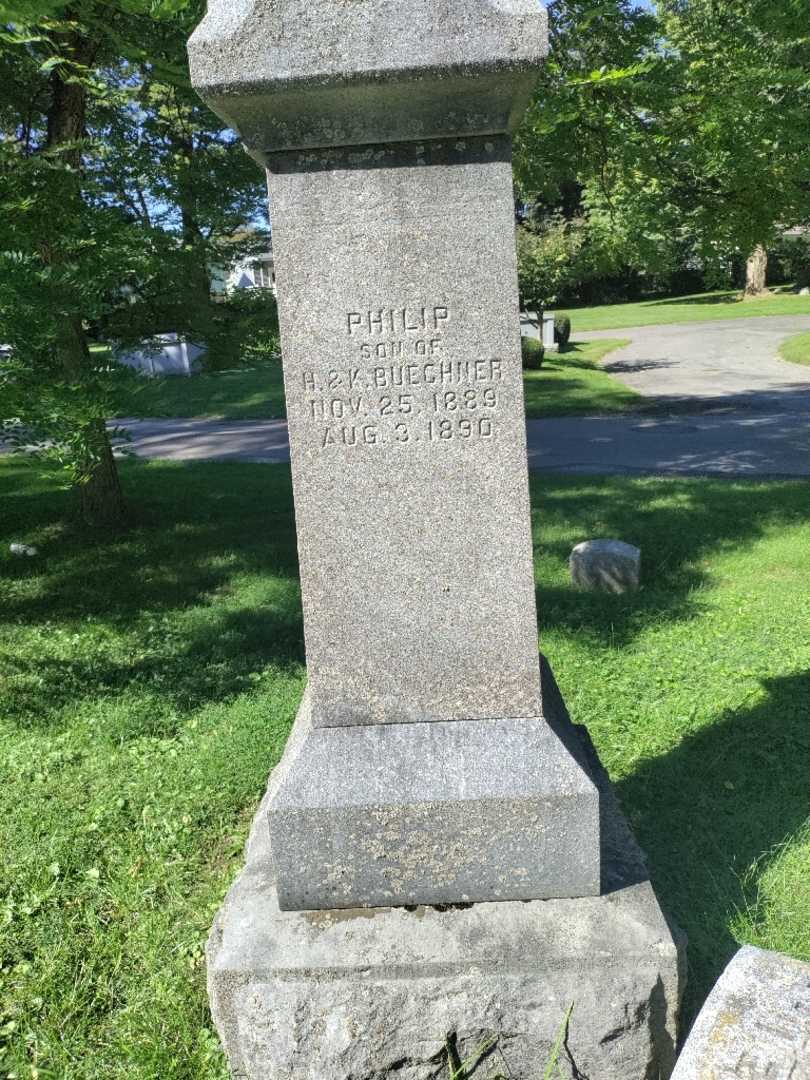 PHILIP
SON OF
H. & K. BUECHNER
NOV. 25. 1889
AUG. 3. 1890